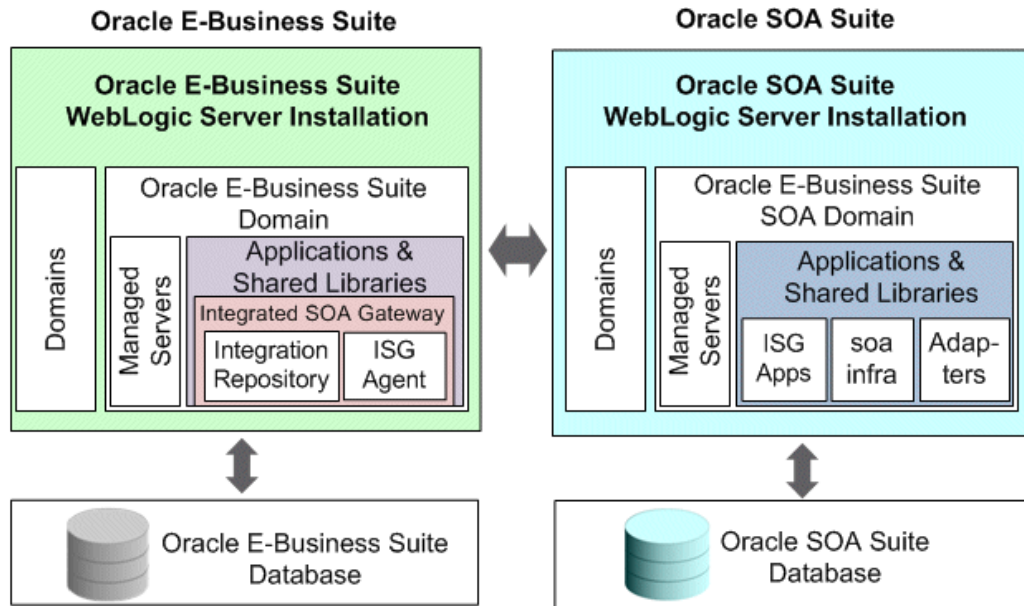 Oracle E-Business Suite
Oracle E-Business Suite
WebLogic Server Installation
Domains
Oracle E-Business Suite
Domain
Managed
Servers
Applications &
Shared Libraries
Integrated SOA Gateway
Integration
Repository
ISG
Agent
Oracle E-Business Suite
Database
Oracle SOA Suite
Oracle SOA Suite
WebLogic Server Installation
Domains
Oracle E-Business Suite
SOA Domain
Managed
Servers
Applications &
Shared Libraries
ISG
Apps
soa
infra
Adap-
ters
Oracle SOA Suite
Database